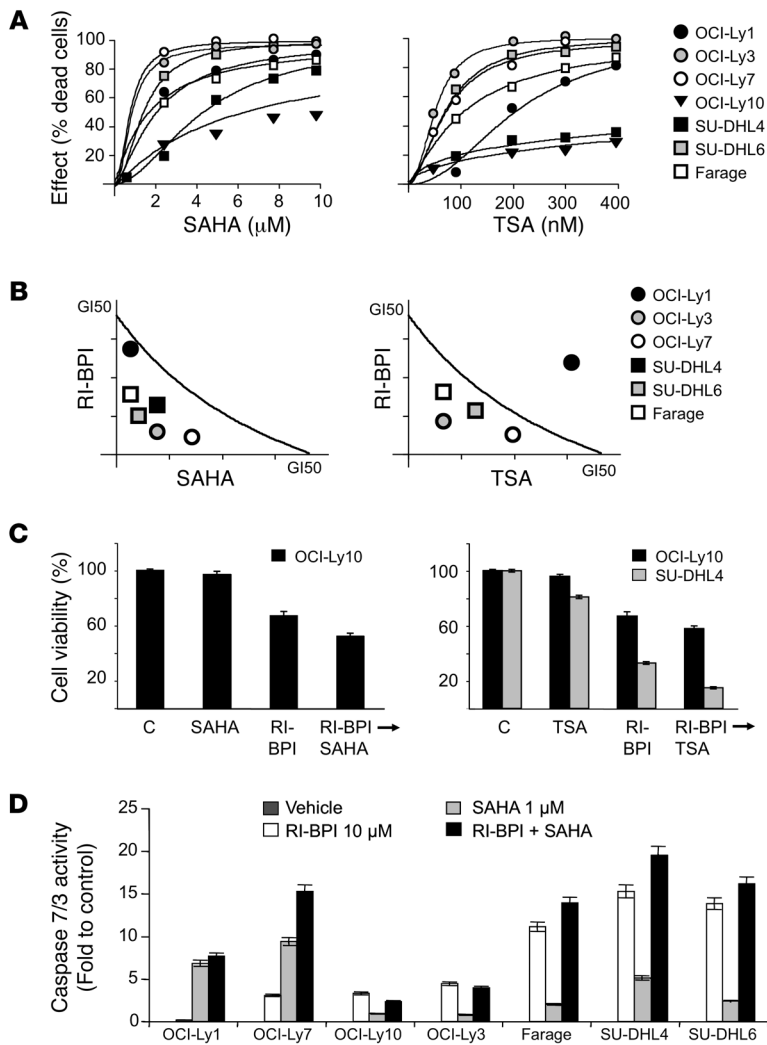 A
Effect (% dead cells)
100
80
60
40
20
2 4 6 8 10
SAHA (μM)
100
80
60
40
20
100 200 300 400
TSA (nM)
OCI-Ly1
OCI-Ly3
OCI-Ly7
OCI-Ly10
SU-DHL4
SU-DHL6
Farage
B
GI50
RI-BPI
SAHA
GI50
GI50
RI-BPI
TSA
GI50
OCI-Ly1
OCI-Ly3
OCI-Ly7
SU-DHL4
SU-DHL6
Farage
C
Cell viability (%)
100
60
20
OCI-Ly10
C SAHA RI- RI-BPI →
BPI SAHA
100
60
20
OCI-Ly10
SU-DHL4
C TSA RI- RI-BPI →
BPI TSA
D
Caspase 7/3 activity
(Fold to control)
25
20
15
10
5
0
Vehicle SAHA 1 μM
RI-BPI 10 μM RI-BPI + SAHA
OCI-Ly1 OCI-Ly7 OCI-Ly10 OCI-Ly3 Farage SU-DHL4 SU-DHL6